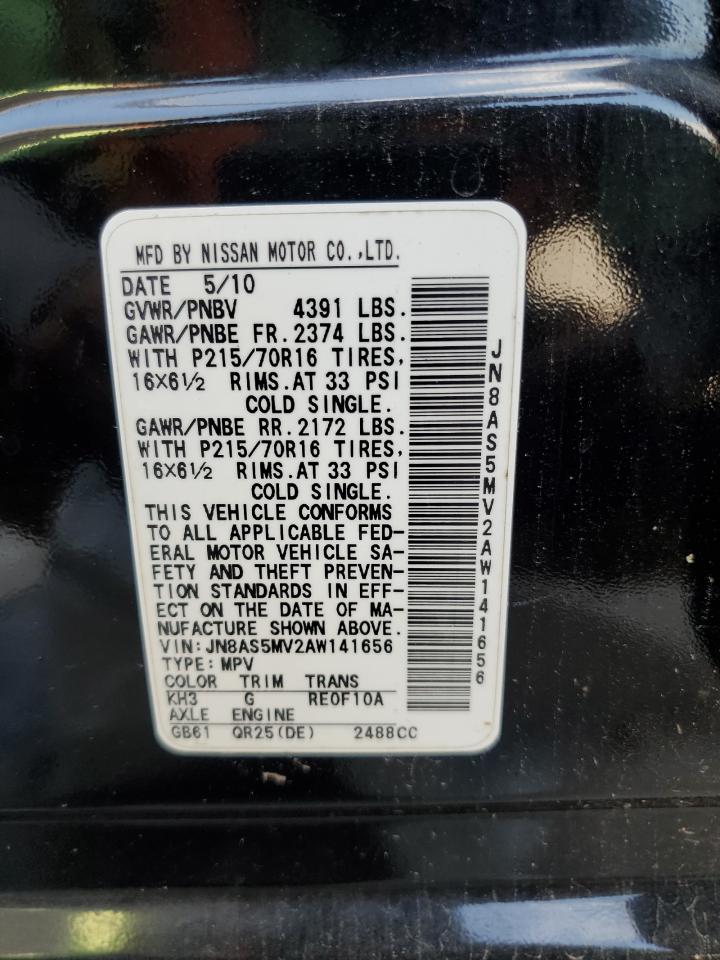 MFD BY NISSAN MOTOR CO.,LTD.
DATE 5/10
GVWR/PNBV 4391 LBS.
GAWR/PNBE FR.2374 LBS.
WITH P215/70R16 TIRES,
16×6½ RIMS.AT 33 PSI
COLD SINGLE.
GAWR/PNBE RR.2172 LBS.
WITH P215/70R16 TIRES,
16×6½ RIMS.AT 33 PSI
COLD SINGLE.
THIS VEHICLE CONFORMS
TO ALL APPLICABLE FED-
ERAL MOTOR VEHICLE SA-
FETY AND THEFT PREVEN-
TION STANDARDS IN EFF-
ECT ON THE DATE OF MA-
NUFACTURE SHOWN ABOVE.
VIN:JN8AS5MV2AW141656
TYPE:MPV
COLOR TRIM TRANS
KH3 G RE0F10A
AXLE ENGINE
GB61 QR25(DE) 2488CC
JN8AS5MV2AW141656